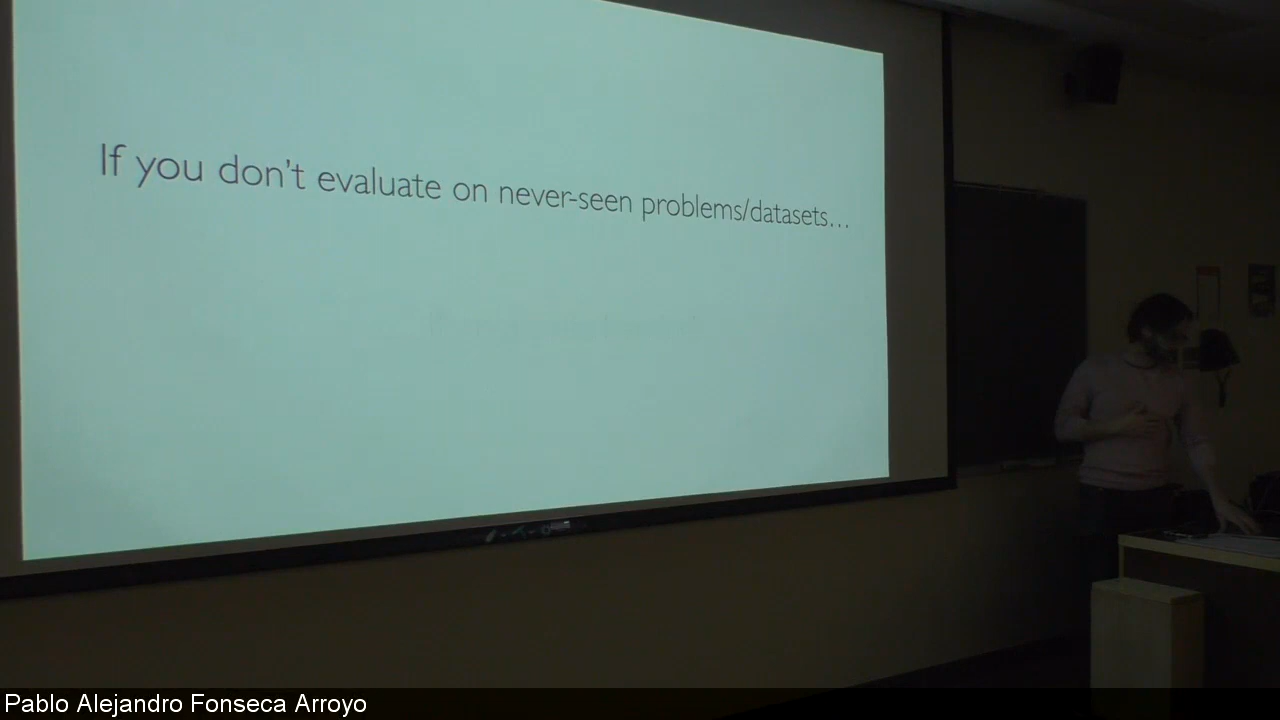 If you don't evaluate on never-seen problems/datasets...
Pablo Alejandro Fonseca Arroyo